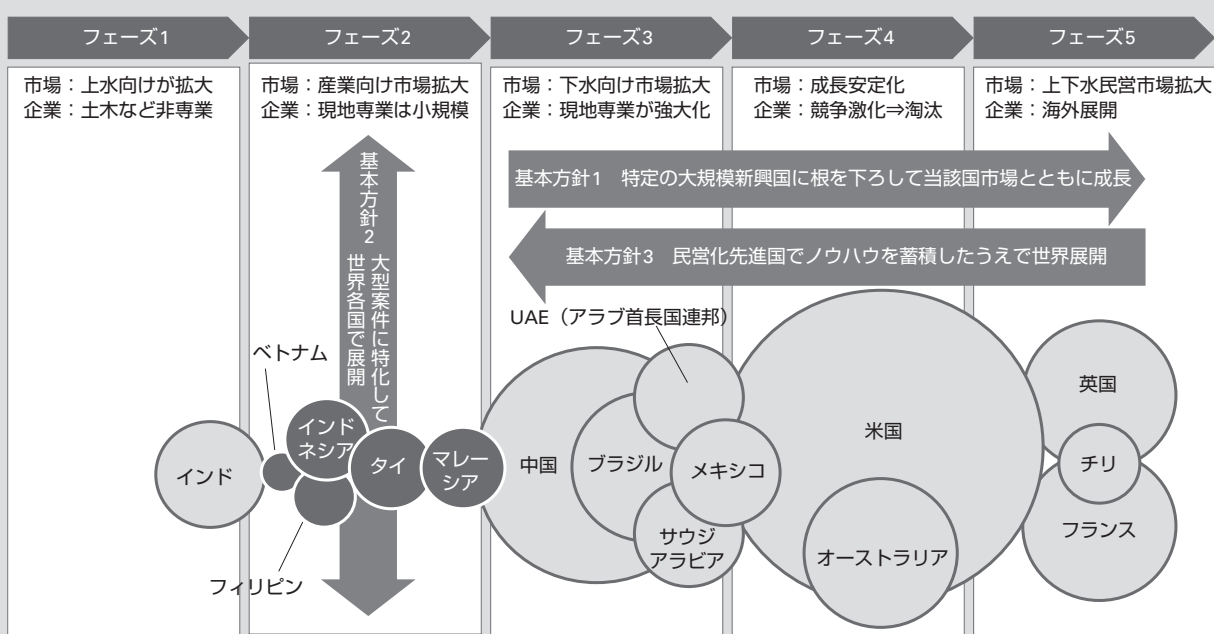 フェーズ1
フェーズ2
フェーズ3
フェーズ4
フェーズ5
市場：上水向けが拡大
企業：土木など非専業
市場：産業向け市場拡大
企業：現地専業は小規模
市場：下水向け市場拡大
企業：現地専業が強大化
市場：成長安定化
企業：競争激化⇒淘汰
市場：上下水民営市場拡大
企業：海外展開
基本方針1　特定の大規模新興国に根を下ろして当該国市場とともに成長
基本方針2
大型案件に特化して
世界各国で展開
基本方針3　民営化先進国でノウハウを蓄積したうえで世界展開
UAE（アラブ首長国連邦）
ベトナム
インド
インド
ネシア
タイ
マレー
シア
フィリピン
中国
ブラジル
メキシコ
サウジ
アラビア
米国
オーストラリア
英国
チリ
フランス